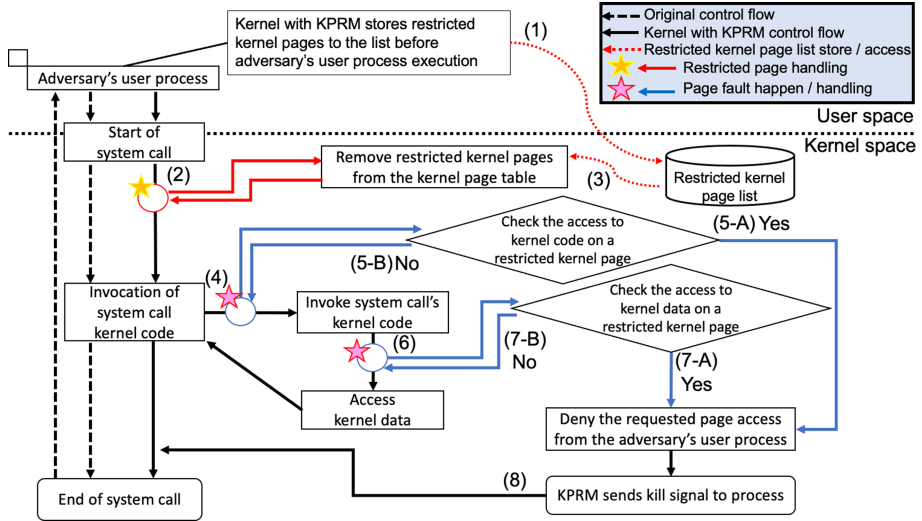 Kernel with KPRM stores restricted
kernel pages to the list before
adversary's user process execution
(1)
Original control flow
Kernel with KPRM control flow
Restricted kernel page list store / access
Restricted page handling
Page fault happen / handling
Adversary's user process
User space
Kernel space
Start of
system call
(2)
Remove restricted kernel pages
from the kernel page table
(3)
Restricted kernel
page list
Check the access to
kernel code on a
restricted kernel page
(5-A) Yes
(5-B) No
(4)
Invocation of
system call
kernel code
Invoke system call's
kernel code
Check the access to
kernel data on a
restricted kernel page
(6)
(7-B)
No
(7-A)
Yes
Access
kernel data
Deny the requested page access
from the adversary's user process
(8)
End of system call
KPRM sends kill signal to process